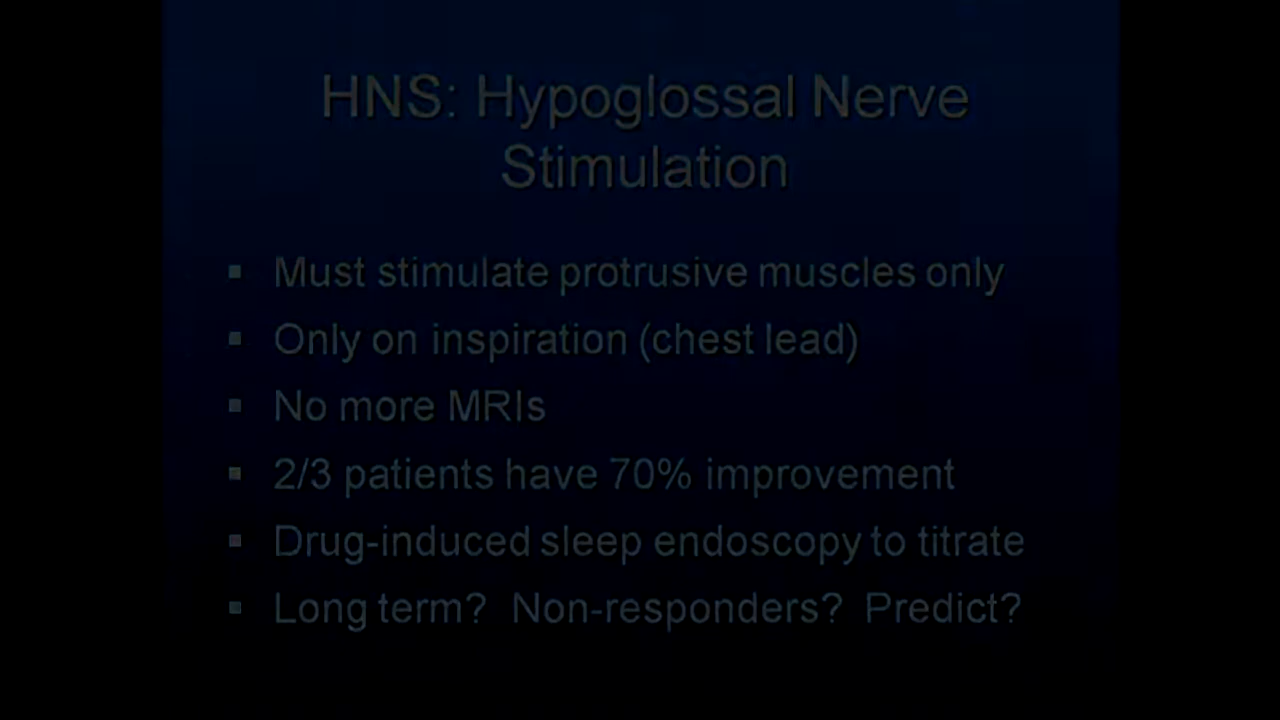 HNS: Hypoglossal Nerve
Stimulation
▪ Must stimulate protrusive muscles only
▪ Only on inspiration (chest lead)
▪ No more MRIs
▪ 2/3 patients have 70% improvement
▪ Drug-induced sleep endoscopy to titrate
▪ Long term? Non-responders? Predict?